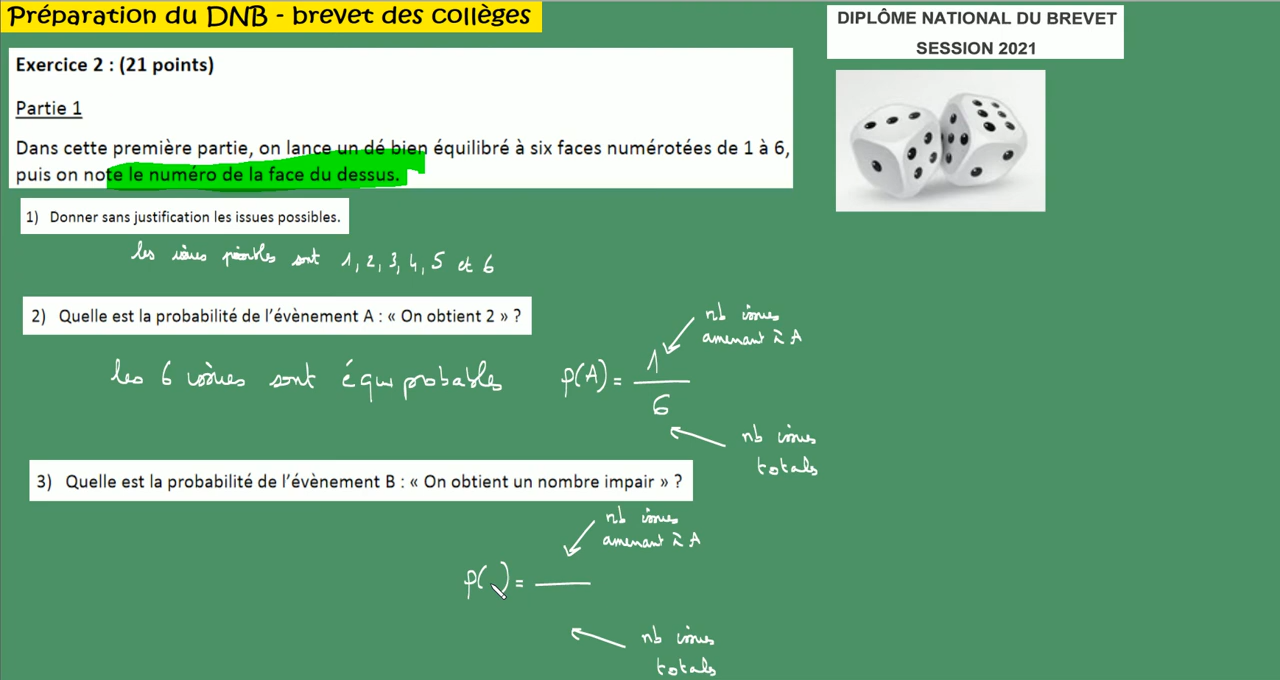 Préparation du DNB - brevet des collèges
DIPLÔME NATIONAL DU BREVET
SESSION 2021
Exercice 2 : (21 points)
Partie 1
Dans cette première partie, on lance un dé bien équilibré à six faces numérotées de 1 à 6,
puis on note le numéro de la face du dessus.
1) Donner sans justification les issues possibles.
les issues possibles sont 1, 2, 3, 4, 5 et 6
2) Quelle est la probabilité de l'évènement A : « On obtient 2 » ?
nb issues
amenant à A
les 6 issues sont équiprobables
p(A) = 1
6
nb issues
totals
3) Quelle est la probabilité de l'évènement B : « On obtient un nombre impair » ?
nb issues
amenant à A
p( ) =
nb issues
totals